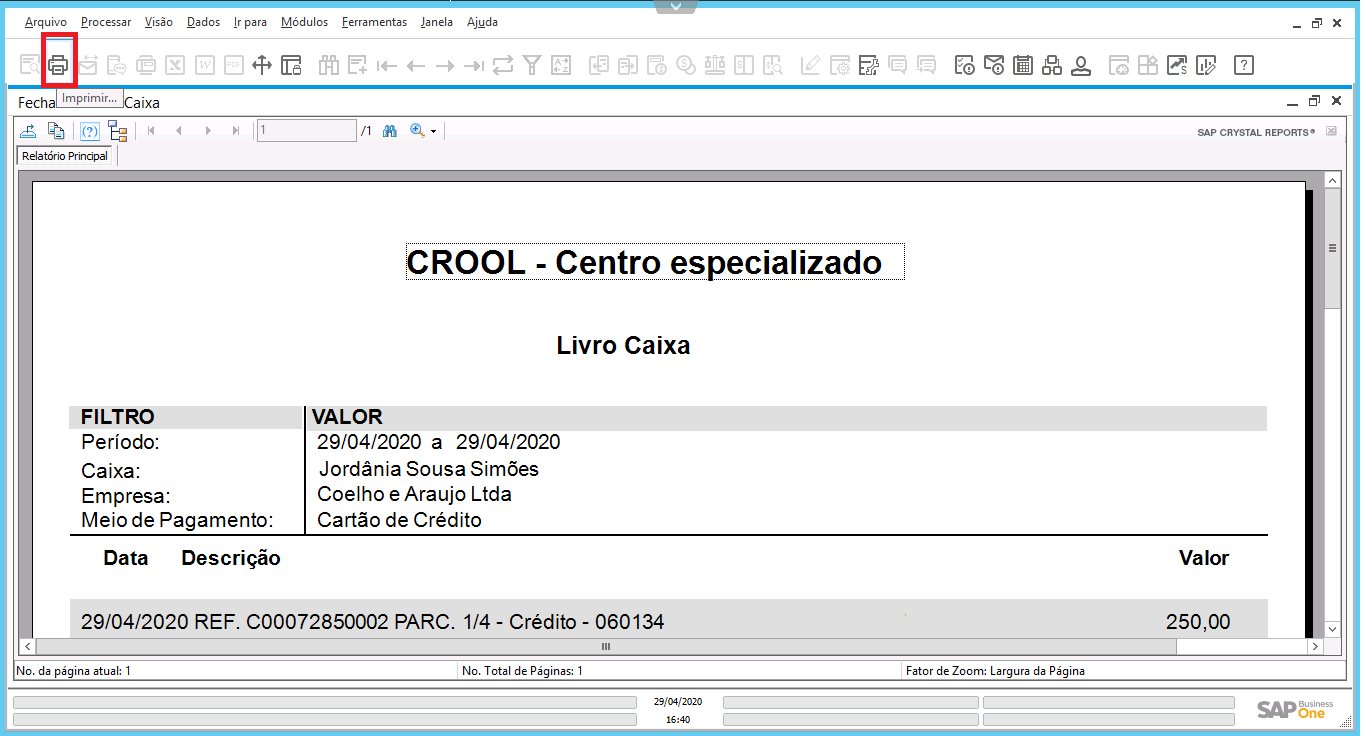 Arquivo Processar Visão Dados Ir para Módulos Ferramentas Janela Ajuda
Imprimir...
Fecha Caixa
1 /1 SAP CRYSTAL REPORTS®
Relatório Principal
CROOL - Centro especializado
Livro Caixa
FILTRO VALOR
Período: 29/04/2020 a 29/04/2020
Caixa: Jordânia Sousa Simões
Empresa: Coelho e Araujo Ltda
Meio de Pagamento: Cartão de Crédito
Data Descrição Valor
29/04/2020 REF. C00072850002 PARC. 1/4 - Crédito - 060134 250,00
No. da página atual: 1 No. Total de Páginas: 1 Fator de Zoom: Largura da Página
29/04/2020
16:40
SAP Business One